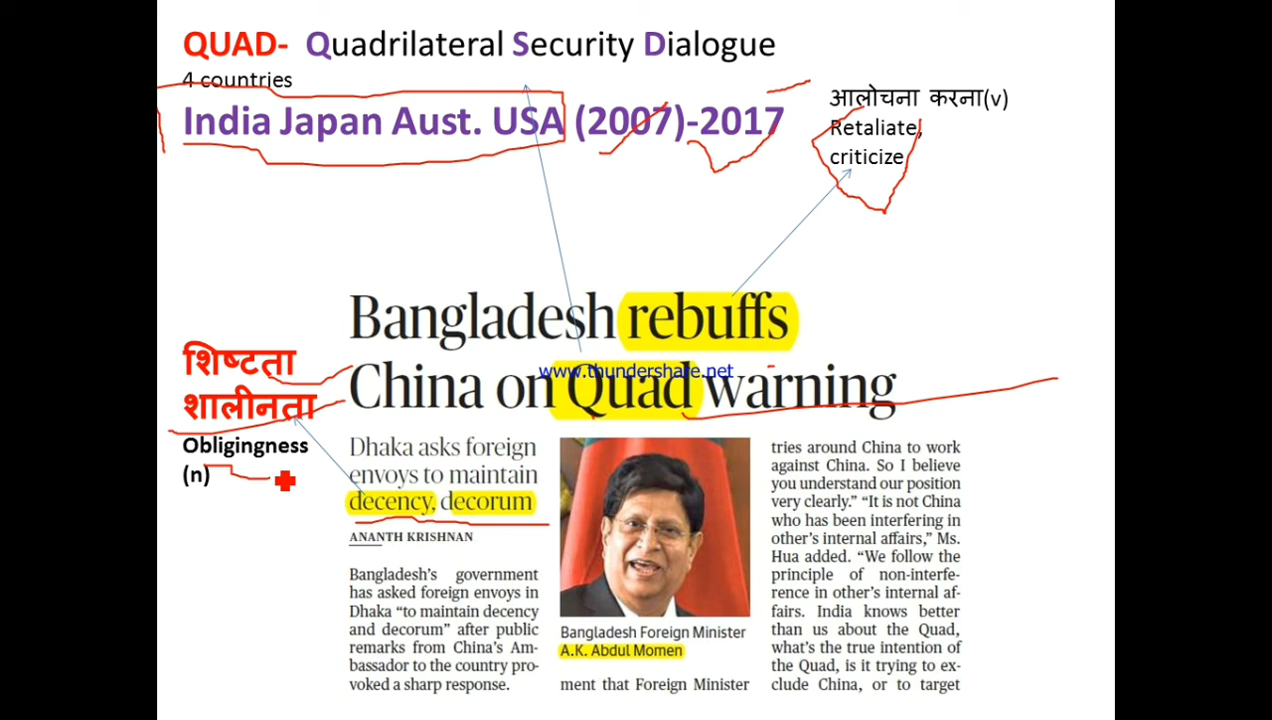 QUAD- Quadrilateral Security Dialogue
4 countries
India Japan Aust. USA (2007)-2017
आलोचना करना(v)
Retaliate,
criticize
Bangladesh rebuffs
China on Quad warning
www.thundershare.net
शिष्टता
शालीनता
Obligingness
(n)
Dhaka asks foreign
envoys to maintain
decency, decorum
ANANTH KRISHNAN
Bangladesh's government
has asked foreign envoys in
Dhaka “to maintain decency
and decorum” after public
remarks from China's Am-
bassador to the country pro-
voked a sharp response.
Bangladesh Foreign Minister
A.K. Abdul Momen
ment that Foreign Minister
tries around China to work
against China. So I believe
you understand our position
very clearly.” “It is not China
who has been interfering in
other's internal affairs,” Ms.
Hua added. “We follow the
principle of non-interfe-
rence in other's internal af-
fairs. India knows better
than us about the Quad,
what's the true intention of
the Quad, is it trying to ex-
clude China, or to target